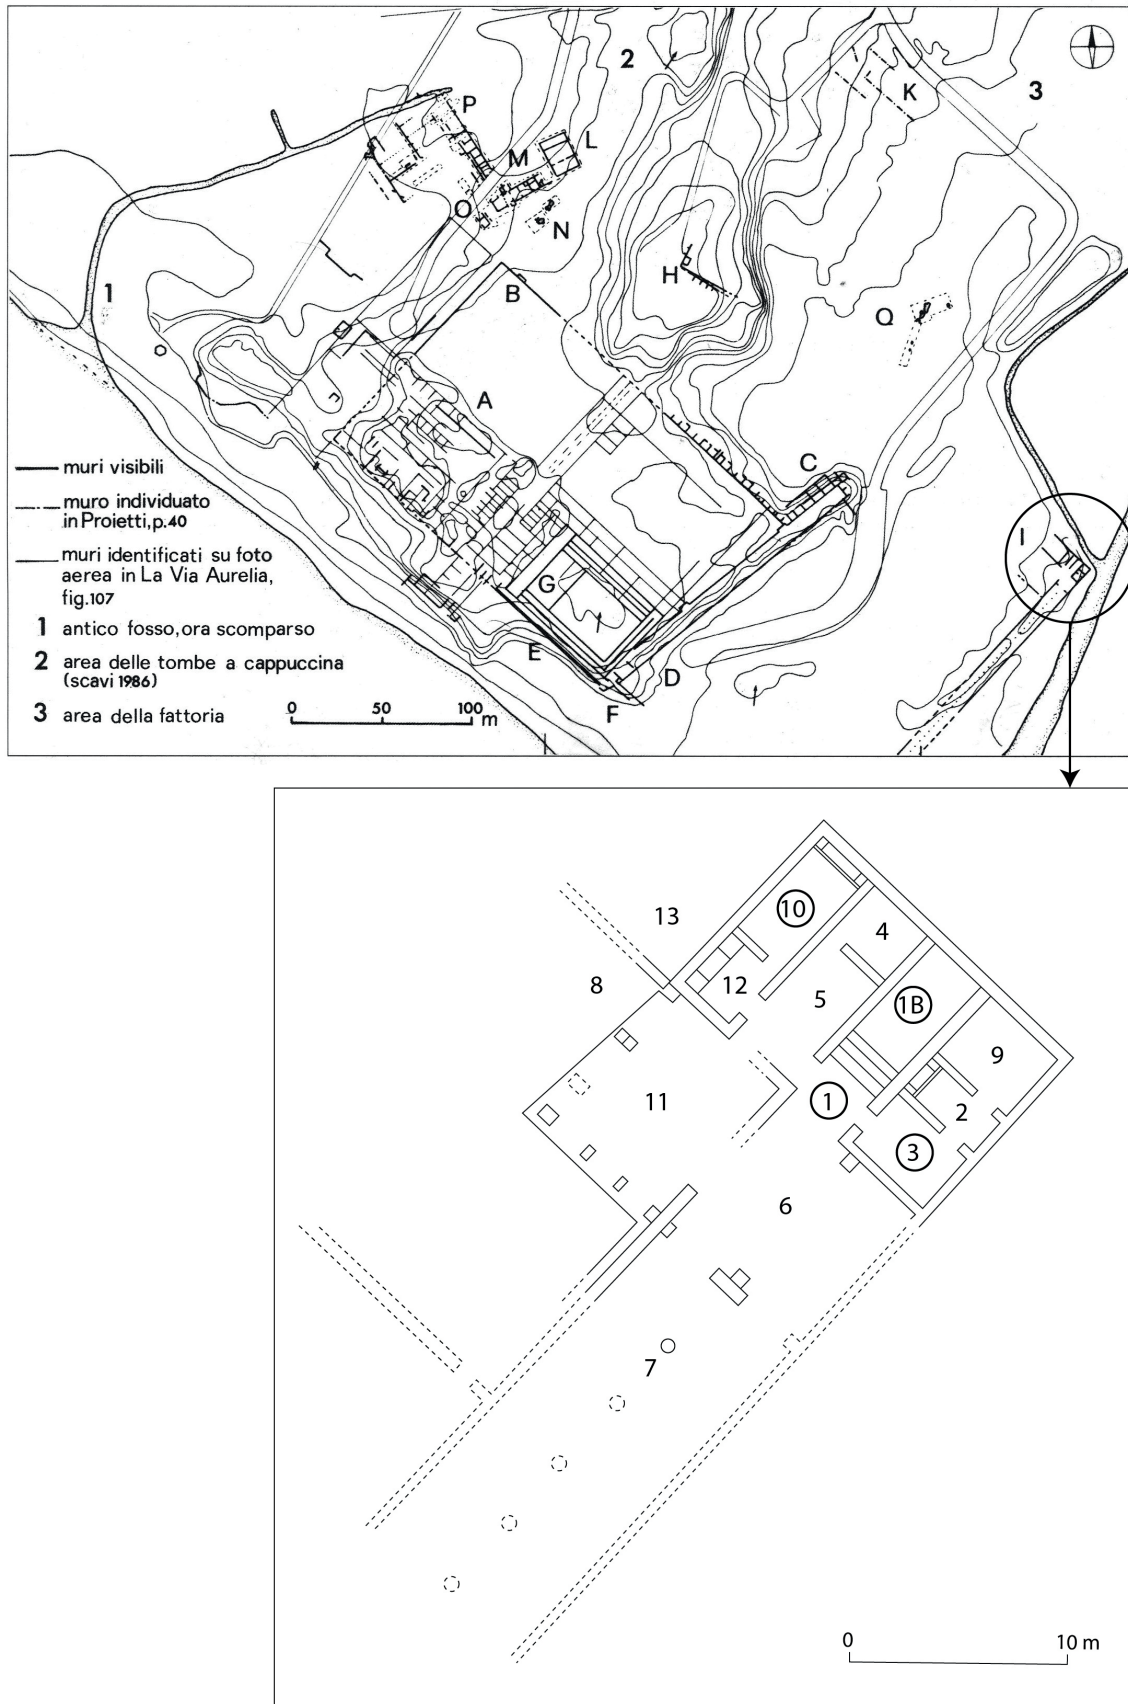 2
3
P
K
L
M
O
N
1
B
H
Q
A
C
I
G
E
D
F
muri visibili
muro individuato
in Proietti, p.40
muri identificati su foto
aerea in La Via Aurelia,
fig.107
1 antico fosso, ora scomparso
2 area delle tombe a cappuccina
(scavi 1986)
3 area della fattoria
0 50 100 m
13
10
4
8
12
5
1B
9
11
1
2
3
6
7
0 10 m